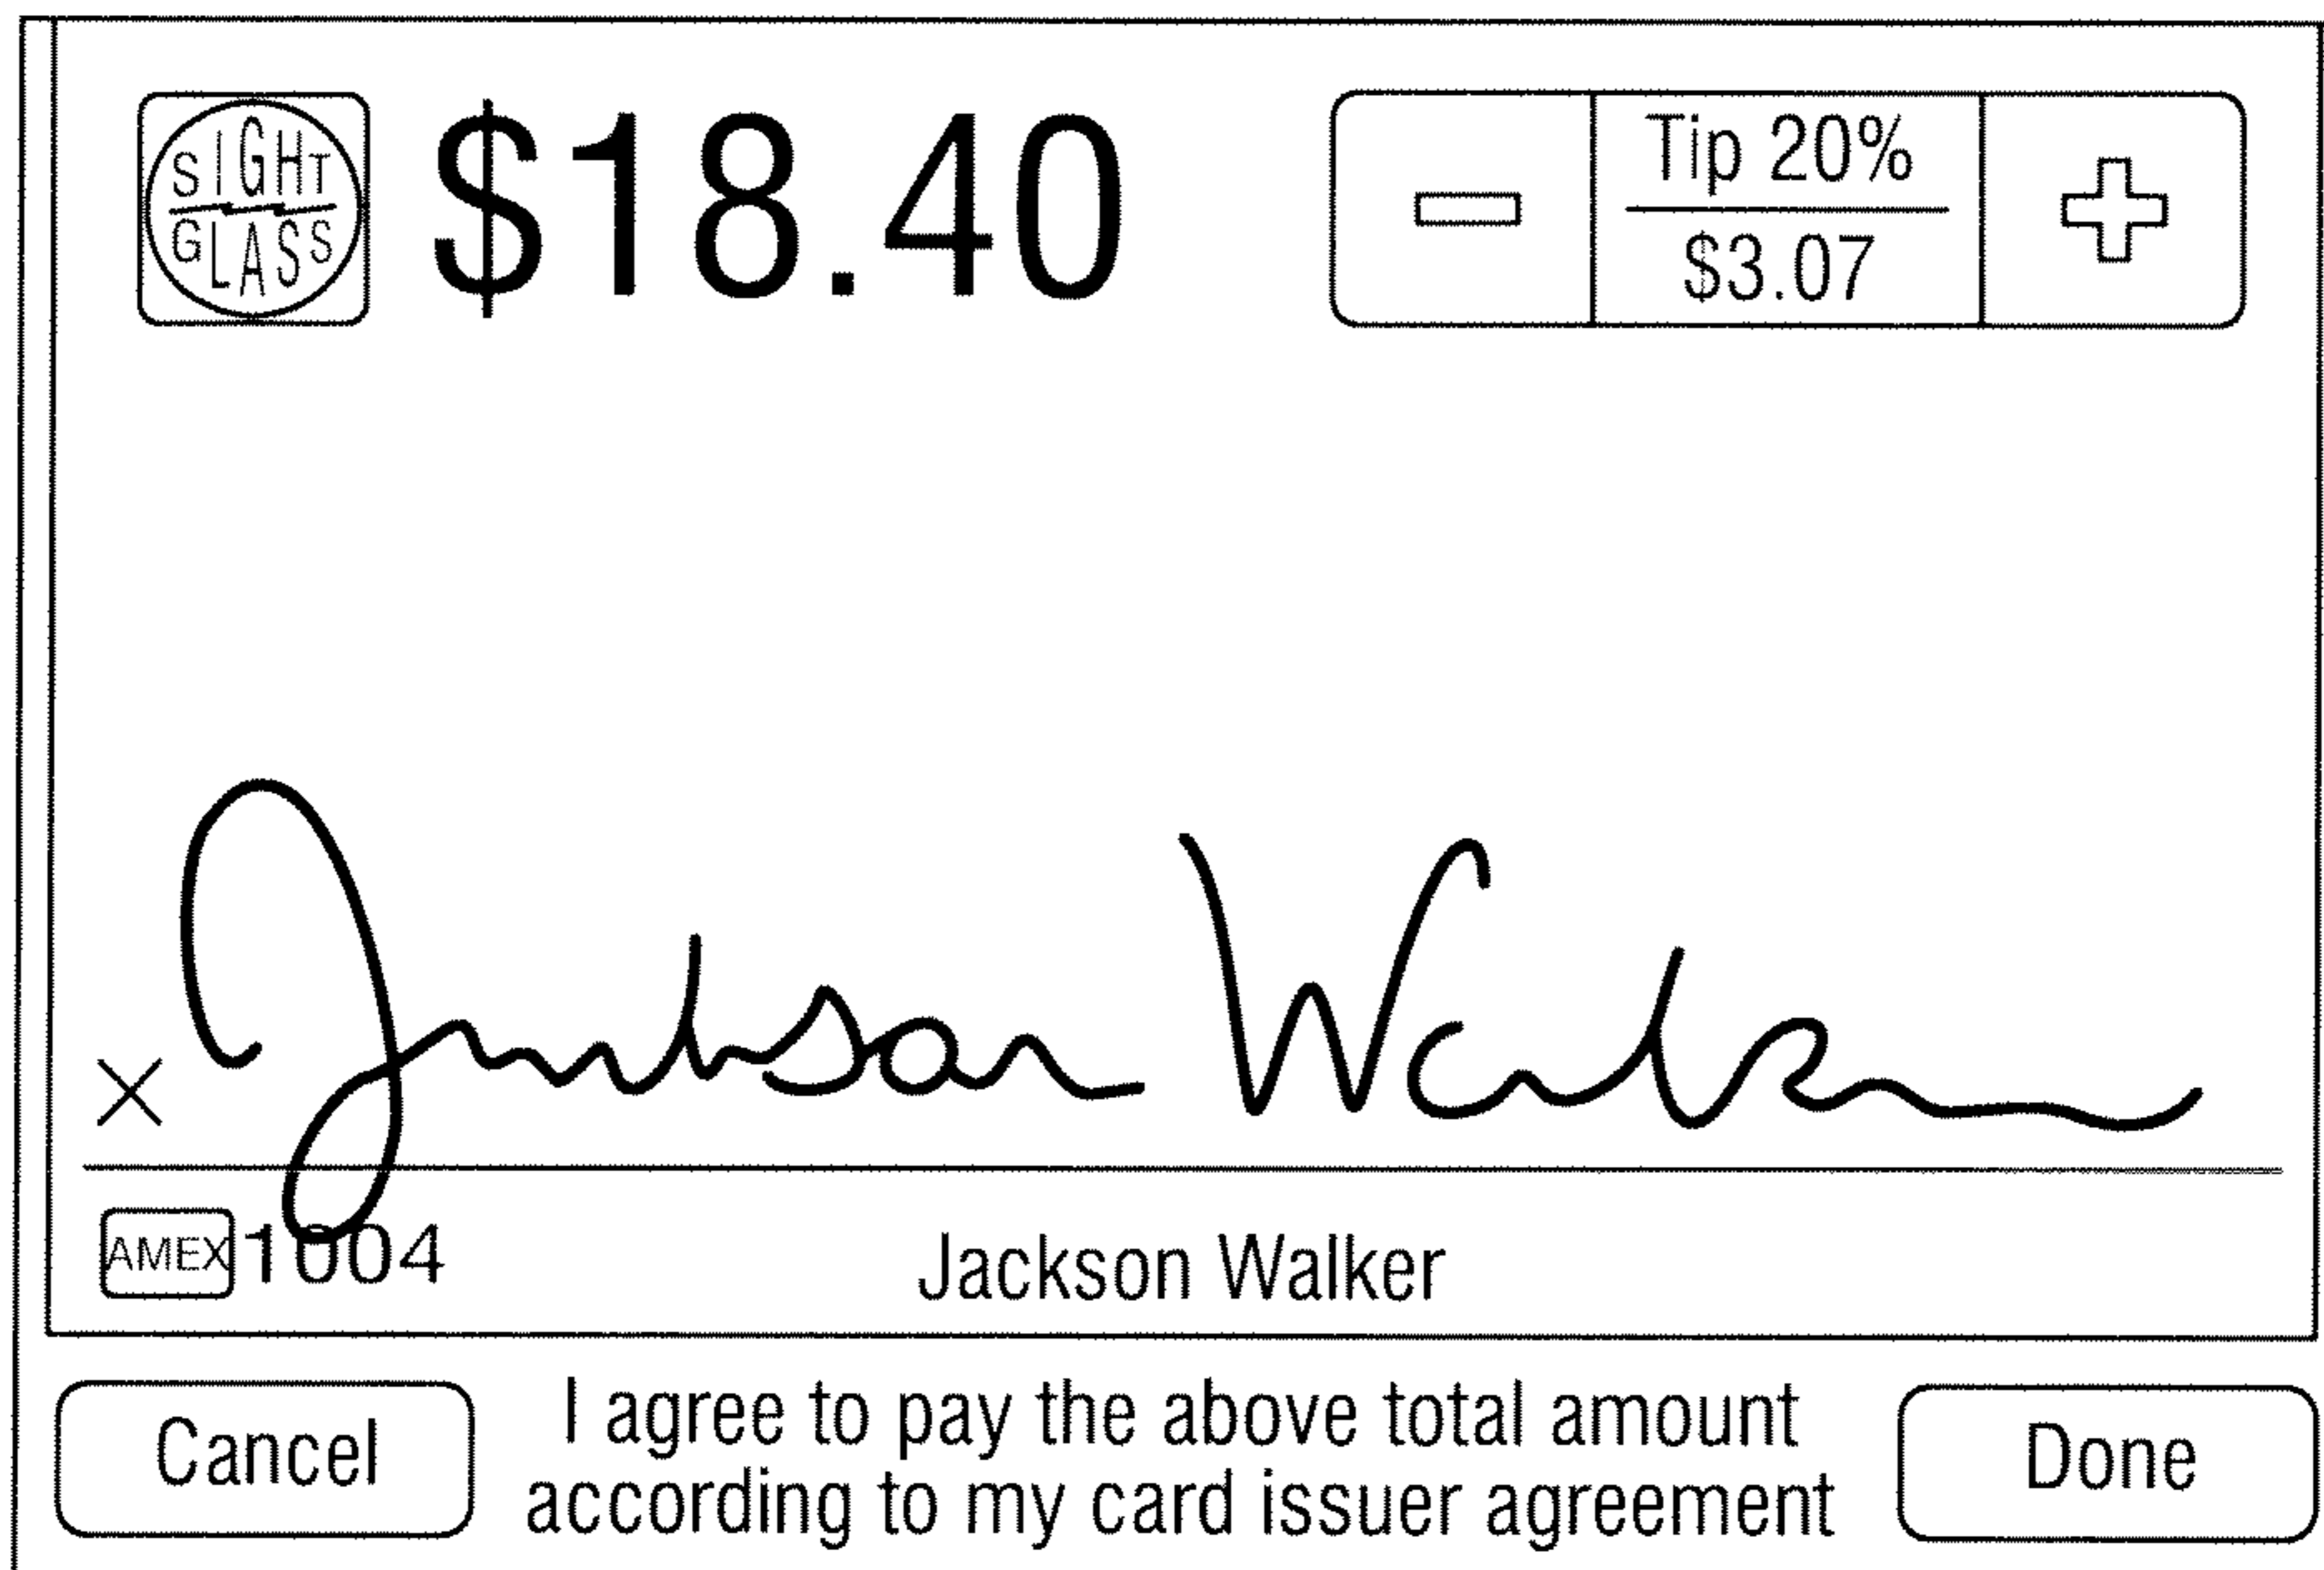 SIGHT
GLASS
$18.40
Tip 20%
$3.07
Jackson Walker
AMEX 1004
Jackson Walker
Cancel
I agree to pay the above total amount
according to my card issuer agreement
Done